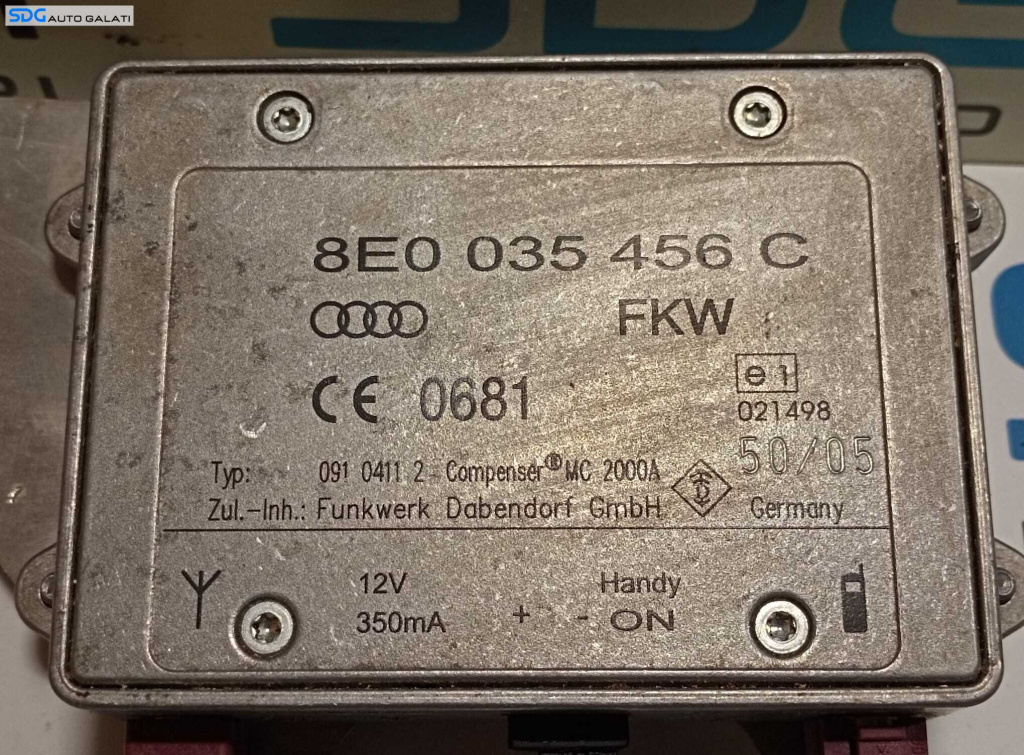 SDG AUTO GALATI
8E0 035 456 C
FKW
CE 0681
e1
021498
50/05
Typ: 091 0411 2 - Compenser® MC 2000A
Zul.-Inh.: Funkwerk Dabendorf GmbH Germany
12V Handy
350mA + - ON